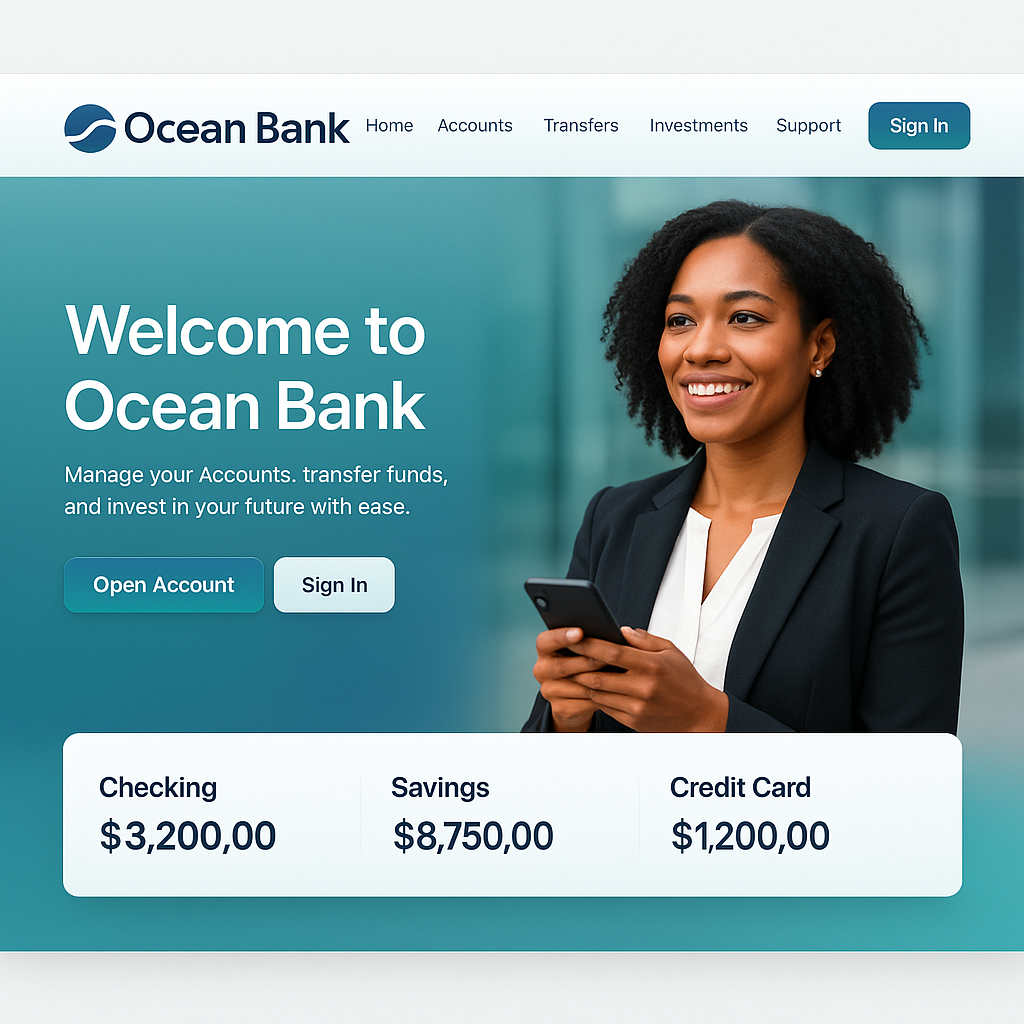 Ocean Bank
Home Accounts Transfers Investments Support Sign In
Welcome to
Ocean Bank
Manage your Accounts. transfer funds,
and invest in your future with ease.
Open Account Sign In
Checking Savings Credit Card
$3,200,00 $8,750,00 $1,200,00